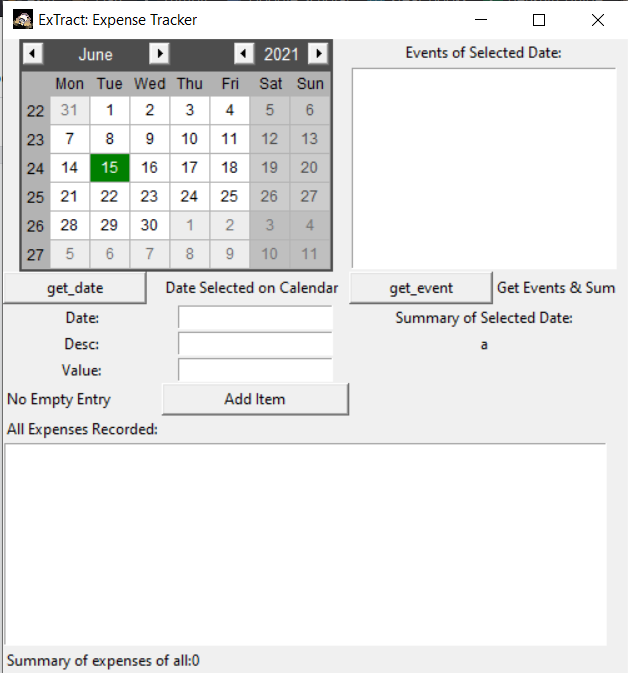 ExTract: Expense Tracker
June 2021
Mon Tue Wed Thu Fri Sat Sun
22 31 1 2 3 4 5 6
23 7 8 9 10 11 12 13
24 14 15 16 17 18 19 20
25 21 22 23 24 25 26 27
26 28 29 30 1 2 3 4
27 5 6 7 8 9 10 11
Events of Selected Date:
get_date Date Selected on Calendar get_event Get Events & Sum
Date: Summary of Selected Date:
Desc: a
Value:
No Empty Entry Add Item
All Expenses Recorded:
Summary of expenses of all:0